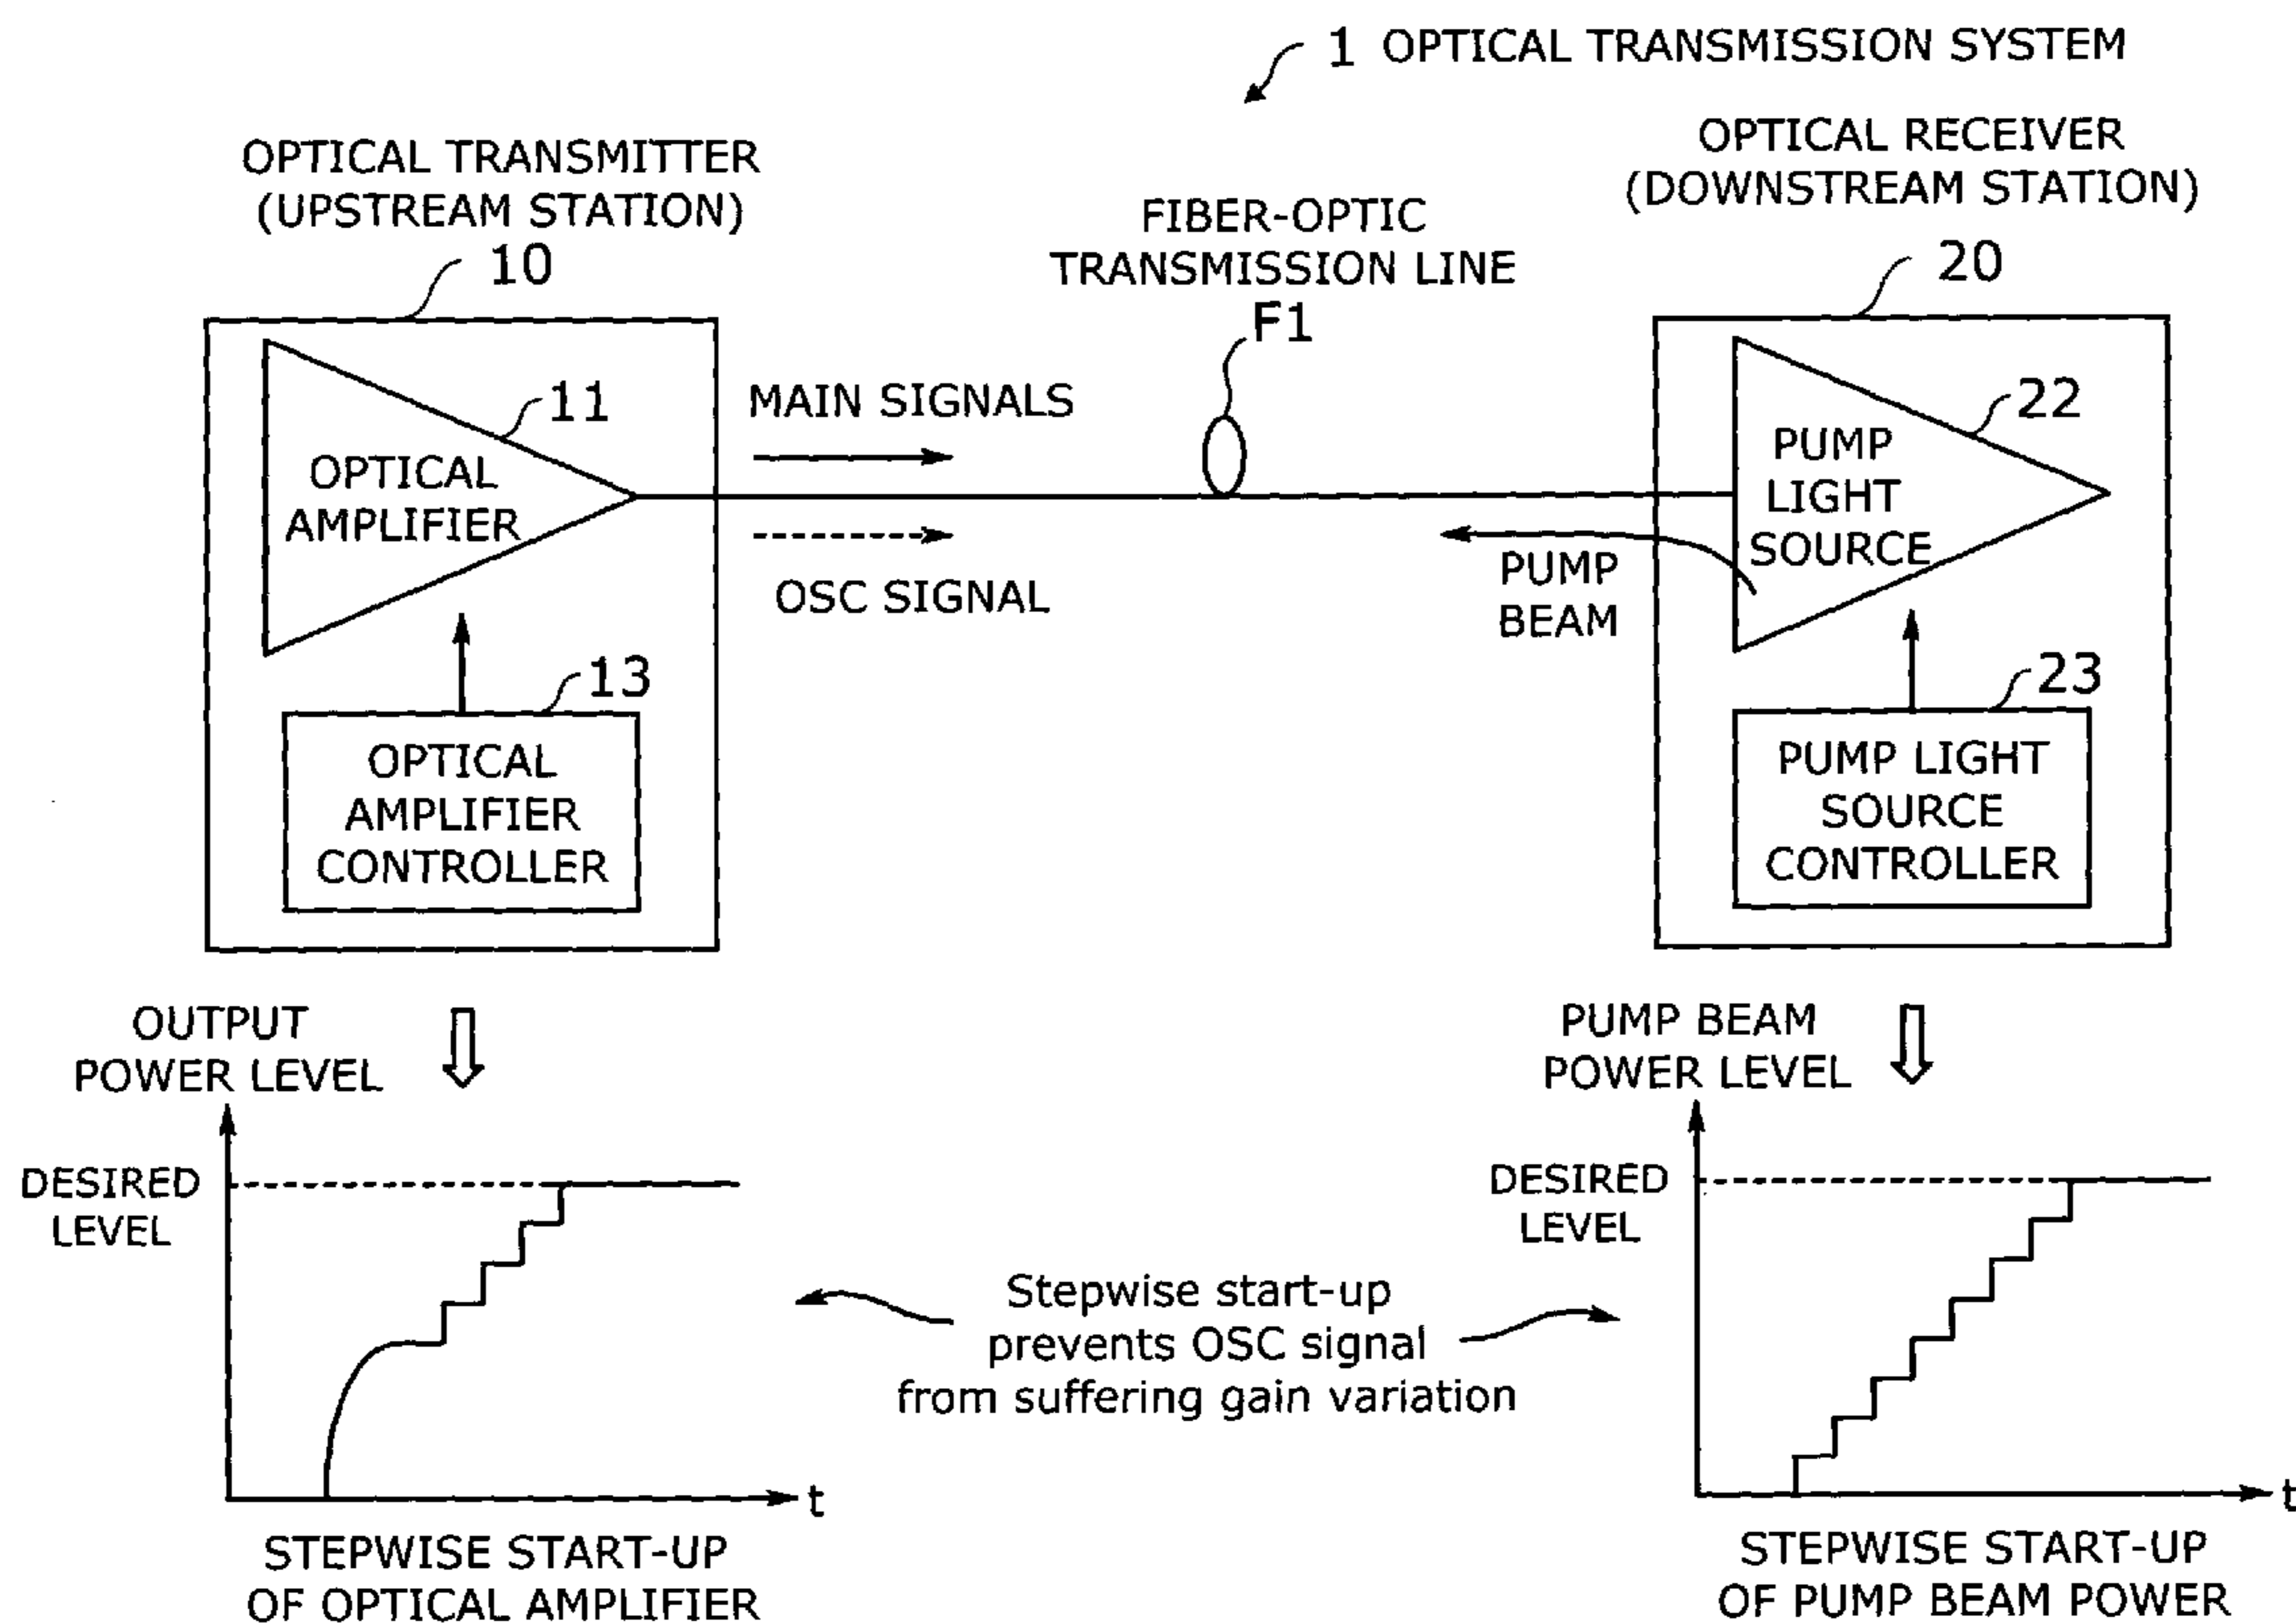 1 OPTICAL TRANSMISSION SYSTEM
OPTICAL TRANSMITTER
(UPSTREAM STATION)
10
FIBER-OPTIC
TRANSMISSION LINE
F1
OPTICAL RECEIVER
(DOWNSTREAM STATION)
20
11
OPTICAL
AMPLIFIER
MAIN SIGNALS
OSC SIGNAL
22
PUMP
LIGHT
SOURCE
PUMP
BEAM
13
OPTICAL
AMPLIFIER
CONTROLLER
23
PUMP LIGHT
SOURCE
CONTROLLER
OUTPUT
POWER LEVEL
DESIRED
LEVEL
t
STEPWISE START-UP
OF OPTICAL AMPLIFIER
Stepwise start-up
prevents OSC signal
from suffering gain variation
PUMP BEAM
POWER LEVEL
DESIRED
LEVEL
t
STEPWISE START-UP
OF PUMP BEAM POWER